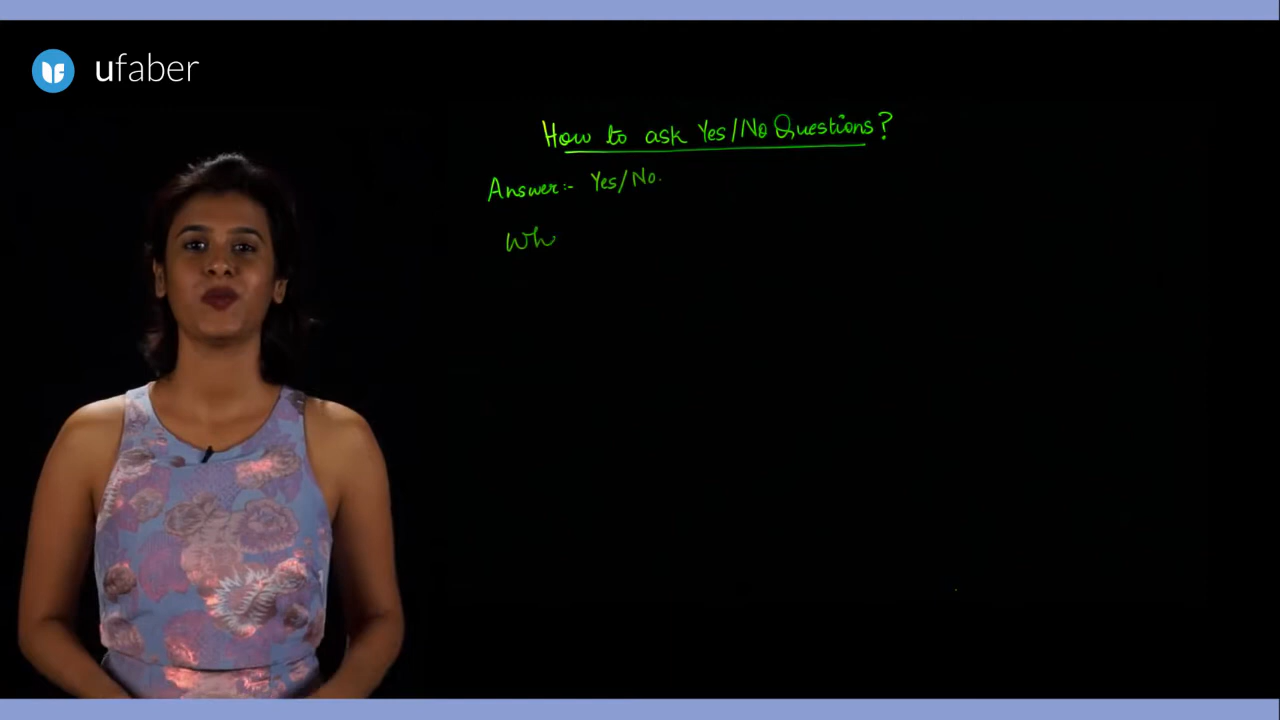 ufaber
How to ask Yes/No Questions?
Answer:- Yes/No.
Wh